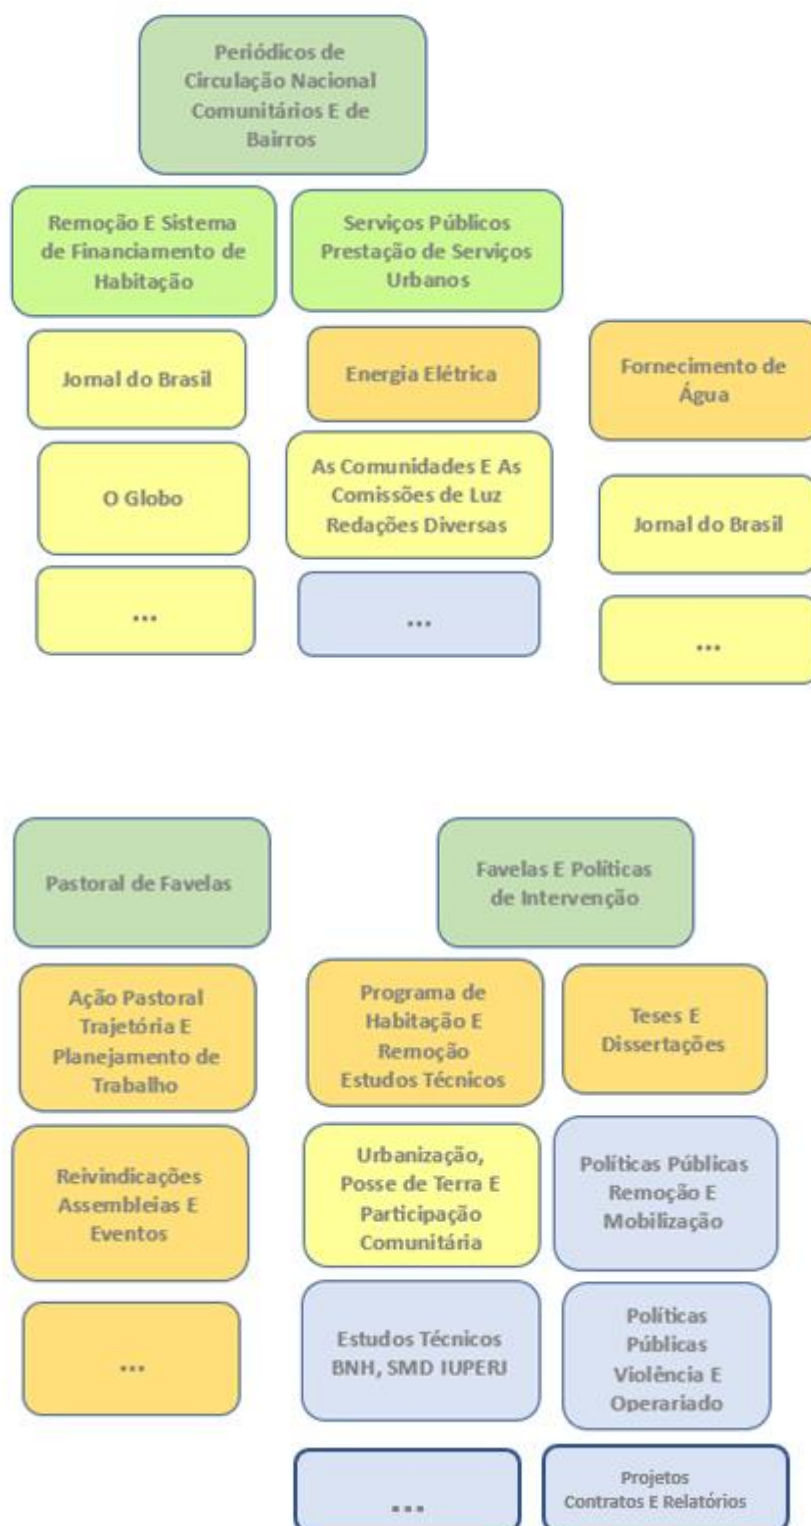 Periódicos de
Circulação Nacional
Comunitários E de
Bairros
Remoção E Sistema
de Financiamento de
Habitação
Serviços Públicos
Prestação de Serviços
Urbanos
Jornal do Brasil
Energia Elétrica
Fornecimento de
Água
O Globo
As Comunidades E As
Comissões de Luz
Redações Diversas
Jornal do Brasil
...
...
...
Pastoral de Favelas
Favelas E Políticas
de Intervenção
Ação Pastoral
Trajetória E
Planejamento de
Trabalho
Programa de
Habitação E
Remoção
Estudos Técnicos
Teses E
Dissertações
Reivindicações
Assembleias E
Eventos
Urbanização,
Posse de Terra E
Participação
Comunitária
Políticas Públicas
Remoção E
Mobilização
...
Estudos Técnicos
BNH, SMD IUPERJ
Políticas
Públicas
Violência E
Operariado
...
Projetos
Contratos E Relatórios